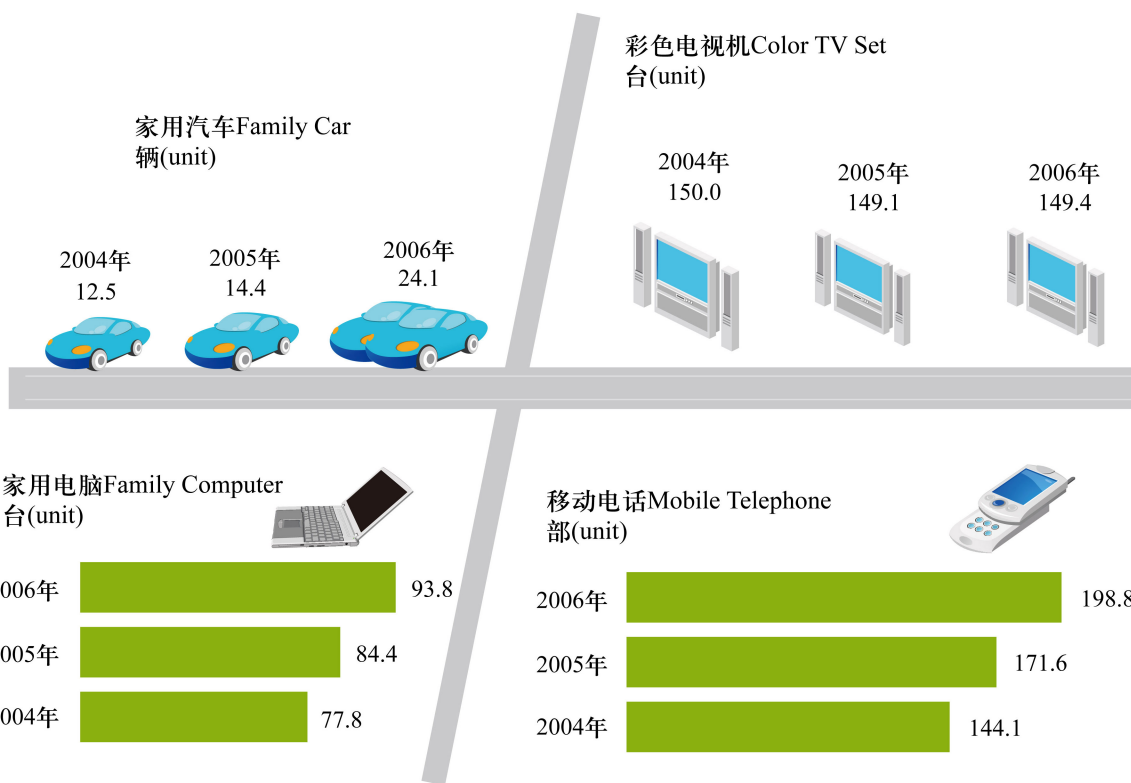 家用汽车Family Car
辆(unit)
2004年
12.5
2005年
14.4
2006年
24.1
彩色电视机Color TV Set
台(unit)
2004年
150.0
2005年
149.1
2006年
149.4
家用电脑Family Computer
台(unit)
006年 93.8
005年 84.4
004年 77.8
移动电话Mobile Telephone
部(unit)
2006年 198.8
2005年 171.6
2004年 144.1